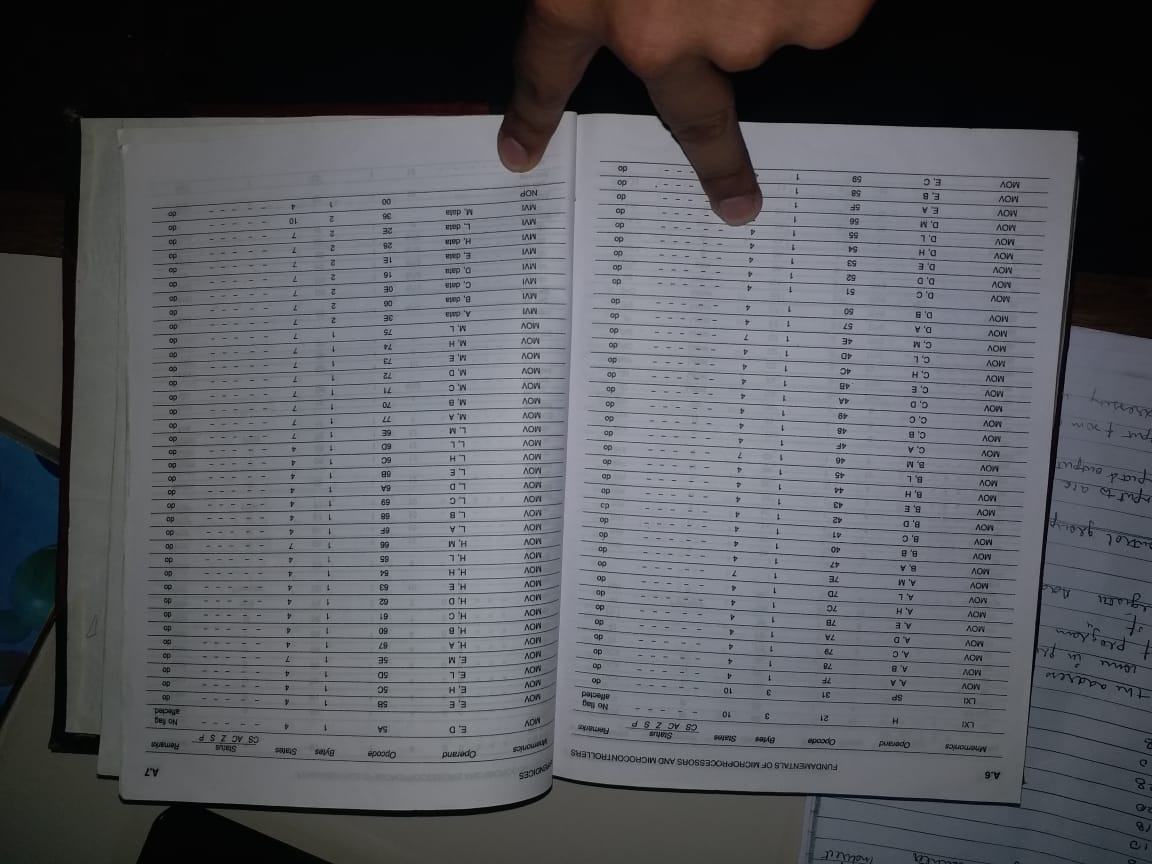 counter Indirect
10
18
20
the address
come in
program
of
control group
input to acc
input & output
A.6 FUNDAMENTALS OF MICROPROCESSORS AND MICROCONTROLLERS
Mnemonics Operand Opcode Bytes States Status Remarks
CS AC Z S P
LXI H 21 3 10 – – – – – No flag
affected
LXI SP 31 3 10 – – – – – do
MOV A, A 7F 1 4 – – – – – do
MOV A, B 78 1 4 – – – – – do
MOV A, C 79 1 4 – – – – – do
MOV A, D 7A 1 4 – – – – – do
MOV A, E 7B 1 4 – – – – – do
MOV A, H 7C 1 4 – – – – – do
MOV A, L 7D 1 4 – – – – – do
MOV A, M 7E 1 7 – – – – – do
MOV B, A 47 1 4 – – – – – do
MOV B, B 40 1 4 – – – – – do
MOV B, C 41 1 4 – – – – – do
MOV B, D 42 1 4 – – – – – do
MOV B, E 43 1 4 – – – – – do
MOV B, H 44 1 4 – – – – – do
MOV B, L 45 1 4 – – – – – do
MOV B, M 46 1 7 – – – – – do
MOV C, A 4F 1 4 – – – – – do
MOV C, B 48 1 4 – – – – – do
MOV C, C 49 1 4 – – – – – do
MOV C, D 4A 1 4 – – – – – do
MOV C, E 4B 1 4 – – – – – do
MOV C, H 4C 1 4 – – – – – do
MOV C, L 4D 1 4 – – – – – do
MOV C, M 4E 1 7 – – – – – do
MOV D, A 57 1 4 – – – – – do
MOV D, B 50 1 4 – – – – – do
MOV D, C 51 1 4 – – – – – do
MOV D, D 52 1 4 – – – – – do
MOV D, E 53 1 4 – – – – – do
MOV D, H 54 1 4 – – – – – do
MOV D, L 55 1 4 – – – – – do
MOV D, M 56 1 – – – – do
MOV E, A 5F 1 – – – – do
MOV E, B 58 1 – – – – do
MOV E, C 59 1 – – – – do
A.7
Mnemonics Operand Opcode Bytes States Status Remarks
CS AC Z S P
MOV E, D 5A 1 4 – – – – – No flag
affected.
MOV E, E 5B 1 4 – – – – – do
MOV E, H 5C 1 4 – – – – – do
MOV E, L 5D 1 4 – – – – – do
MOV E, M 5E 1 7 – – – – – do
MOV H, A 67 1 4 – – – – – do
MOV H, B 60 1 4 – – – – – do
MOV H, C 61 1 4 – – – – – do
MOV H, D 62 1 4 – – – – – do
MOV H, E 63 1 4 – – – – – do
MOV H, H 64 1 4 – – – – – do
MOV H, L 65 1 4 – – – – – do
MOV H, M 66 1 7 – – – – – do
MOV L, A 6F 1 4 – – – – – do
MOV L, B 68 1 4 – – – – – do
MOV L, C 69 1 4 – – – – – do
MOV L, D 6A 1 4 – – – – – do
MOV L, E 6B 1 4 – – – – – do
MOV L, H 6C 1 4 – – – – – do
MOV L, L 6D 1 4 – – – – – do
MOV L, M 6E 1 7 – – – – – do
MOV M, A 77 1 7 – – – – – do
MOV M, B 70 1 7 – – – – – do
MOV M, C 71 1 7 – – – – – do
MOV M, D 72 1 7 – – – – – do
MOV M, E 73 1 7 – – – – – do
MOV M, H 74 1 7 – – – – – do
MOV M, L 75 1 7 – – – – – do
MVI A, data 3E 2 7 – – – – – do
MVI B, data 06 2 7 – – – – – do
MVI C, data 0E 2 7 – – – – – do
MVI D, data 16 2 7 – – – – – do
MVI E, data 1E 2 7 – – – – – do
MVI H, data 26 2 7 – – – – – do
MVI L, data 2E 2 7 – – – – – do
MVI M, data 36 2 10 – – – – – do
NOP 00 1 4 – – – – – do